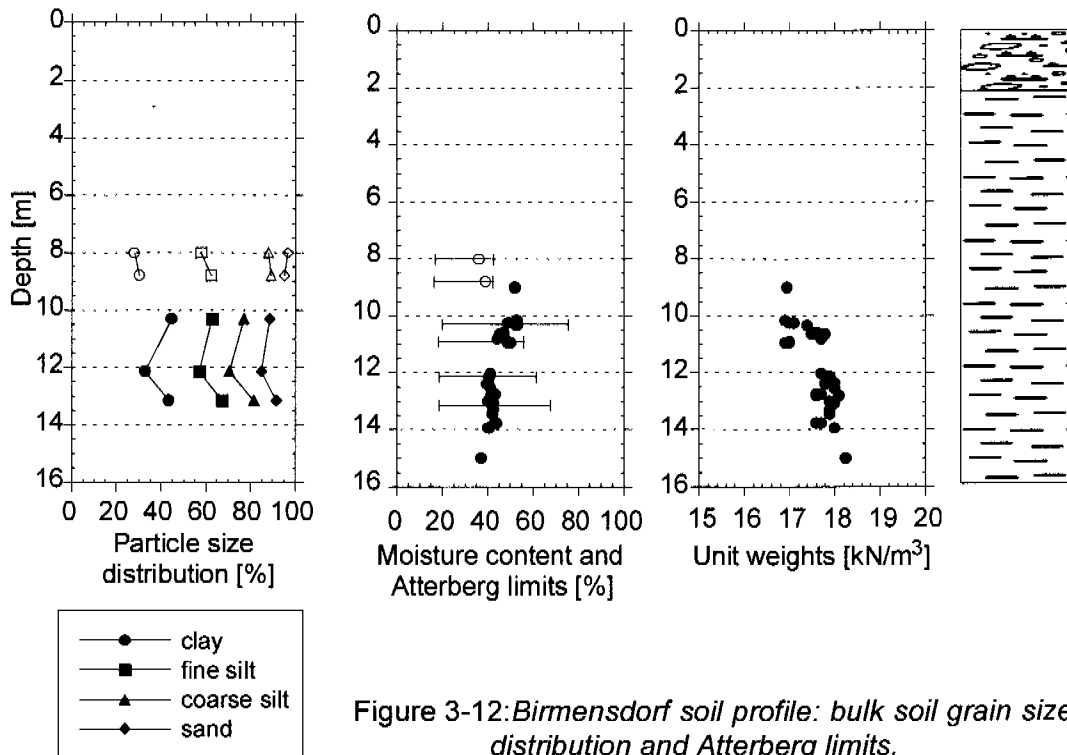 0
2
4
6
8
10
12
14
16
Depth [m]
0 20 40 60 80 100
Particle size
distribution [%]
0
2
4
6
8
10
12
14
16
0 20 40 60 80 100
Moisture content and
Atterberg limits [%]
0
2
4
6
8
10
12
14
16
15 16 17 18 19 20
Unit weights [kN/m³]
clay
fine silt
coarse silt
sand
Figure 3-12:Birmensdorf soil profile: bulk soil grain size
distribution and Atterberg limits.